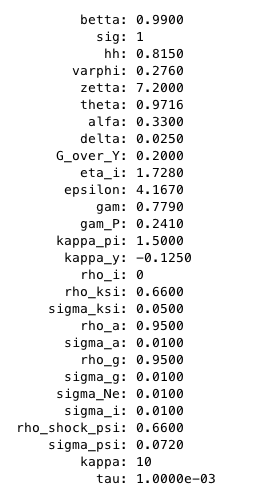 betta: 0.9900
sig: 1
hh: 0.8150
varphi: 0.2760
zetta: 7.2000
theta: 0.9716
alfa: 0.3300
delta: 0.0250
G_over_Y: 0.2000
eta_i: 1.7280
epsilon: 4.1670
gam: 0.7790
gam_P: 0.2410
kappa_pi: 1.5000
kappa_y: -0.1250
rho_i: 0
rho_ksi: 0.6600
sigma_ksi: 0.0500
rho_a: 0.9500
sigma_a: 0.0100
rho_g: 0.9500
sigma_g: 0.0100
sigma_Ne: 0.0100
sigma_i: 0.0100
rho_shock_psi: 0.6600
sigma_psi: 0.0720
kappa: 10
tau: 1.0000e-03